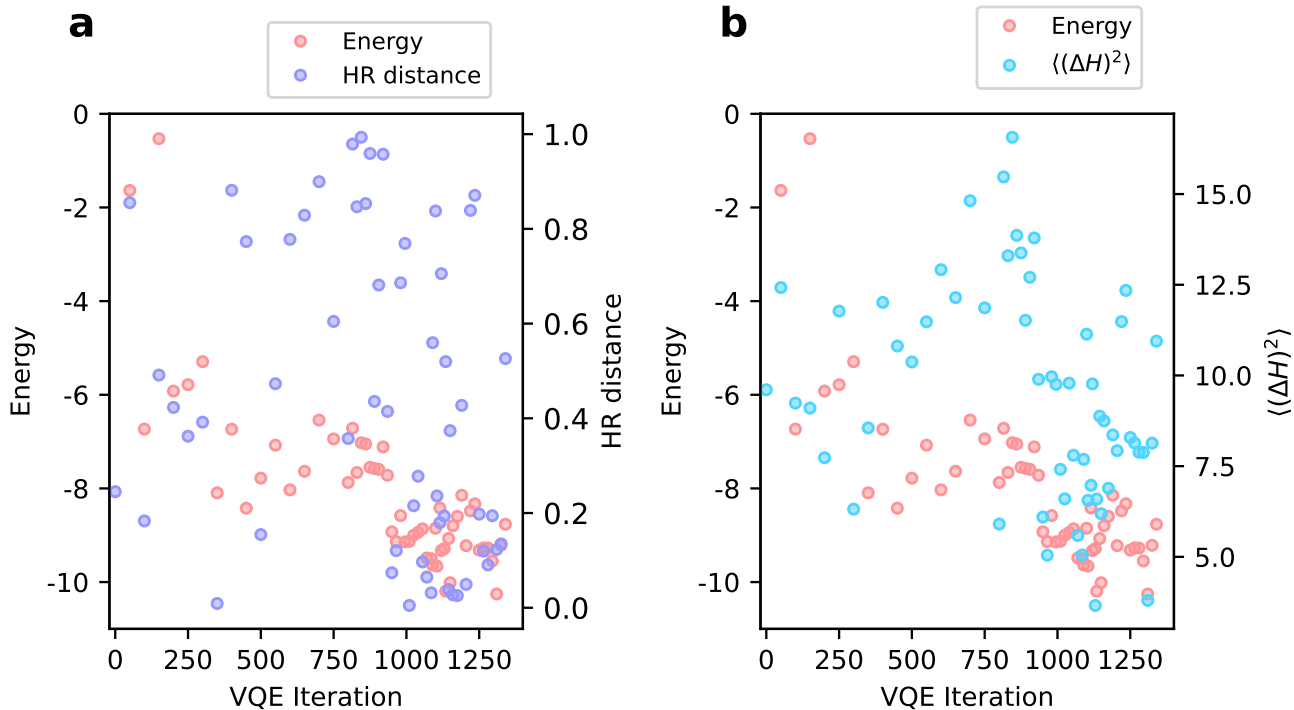 a
Energy
HR distance
0
-2
-4
-6
-8
-10
Energy
1.0
0.8
0.6
0.4
0.2
0.0
HR distance
0 250 500 750 1000 1250
VQE Iteration
b
Energy
⟨(ΔH)²⟩
0
-2
-4
-6
-8
-10
Energy
15.0
12.5
10.0
7.5
5.0
⟨(ΔH)²⟩
0 250 500 750 1000 1250
VQE Iteration